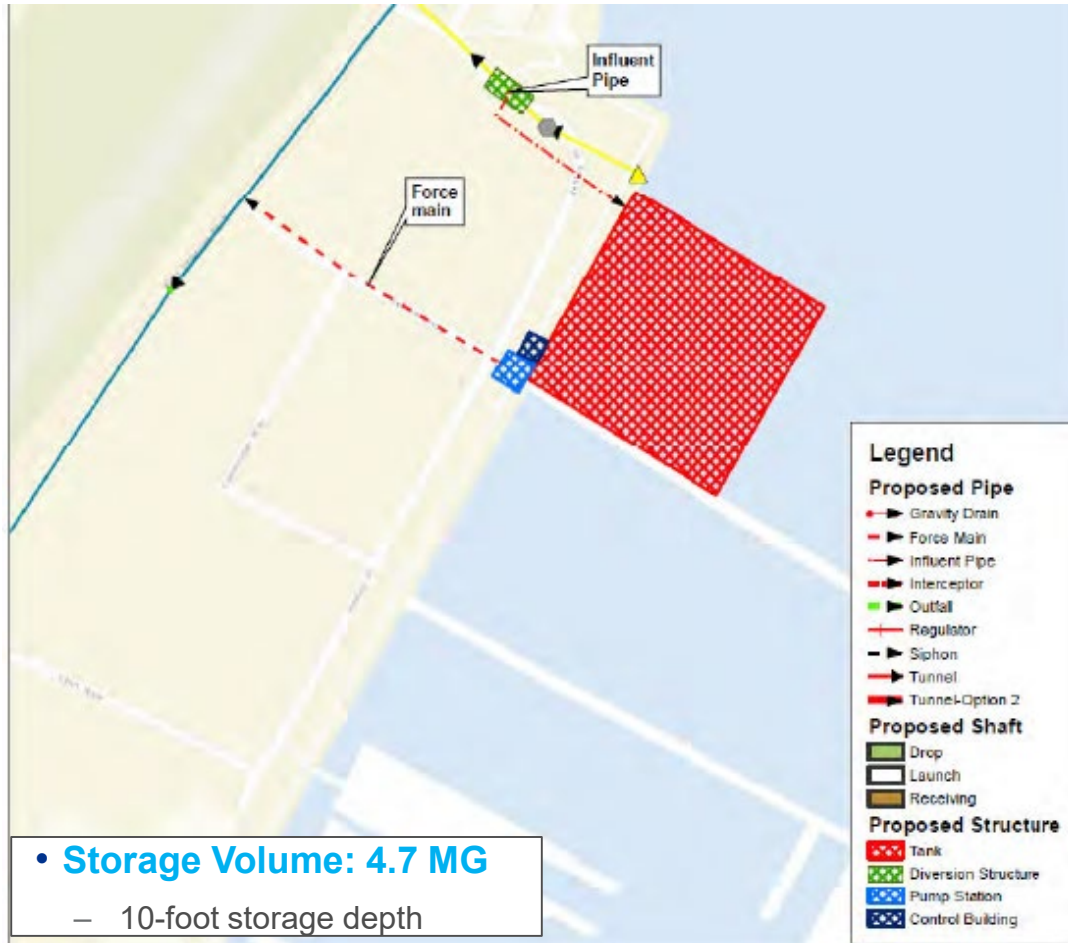 Influent
Pipe
Force
main
Legend
Proposed Pipe
Gravity Drain
Force Main
Influent Pipe
Interceptor
Outfall
Regulator
Siphon
Tunnel
Tunnel-Option 2
Proposed Shaft
Drop
Launch
Receiving
Proposed Structure
Tank
Diversion Structure
Pump Station
Control Building
• Storage Volume: 4.7 MG
– 10-foot storage depth